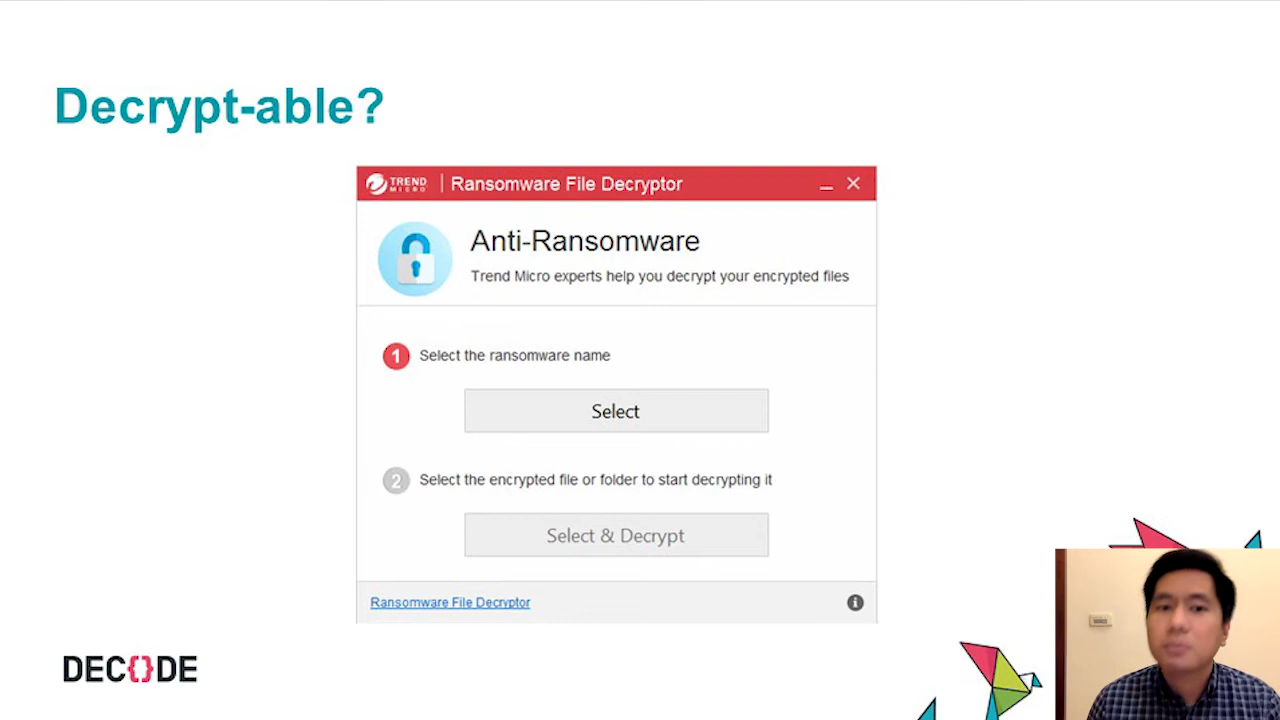 Decrypt-able?
TREND MICRO | Ransomware File Decryptor
Anti-Ransomware
Trend Micro experts help you decrypt your encrypted files
1 Select the ransomware name
Select
2 Select the encrypted file or folder to start decrypting it
Select & Decrypt
Ransomware File Decryptor
DEC{}DE